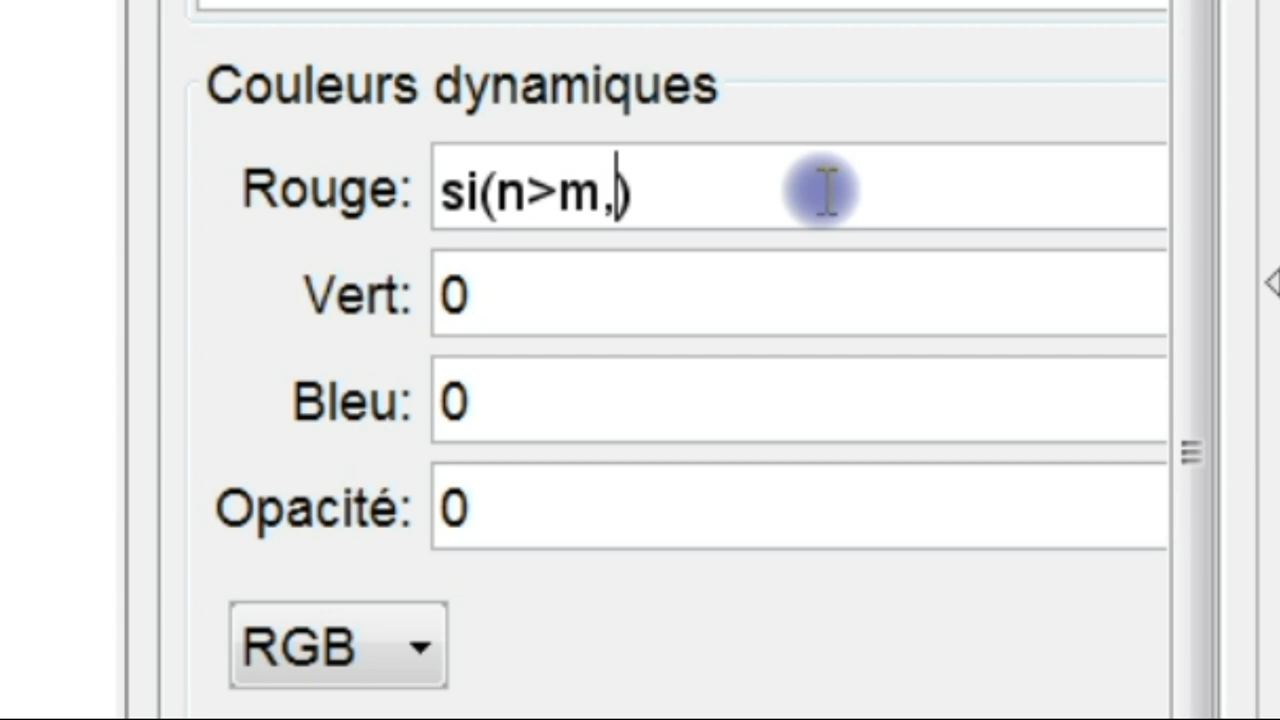 Couleurs dynamiques
Rouge: si(n>m,)
Vert: 0
Bleu: 0
Opacité: 0
RGB